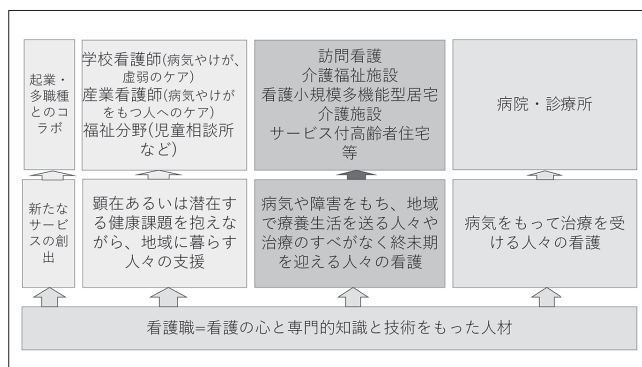 起業・
多職種
とのコ
ラボ
学校看護師(病気やけが、
虚弱のケア)
産業看護師(病気やけが
をもつ人へのケア)
福祉分野(児童相談所
など)
訪問看護
介護福祉施設
看護小規模多機能型居宅
介護施設
サービス付高齢者住宅
等
病院・診療所
新たな
サービ
スの創
出
顕在あるいは潜在す
る健康課題を抱えな
がら、地域に暮らす
人々の支援
病気や障害をもち、地域
で療養生活を送る人々や
治療のすべがなく終末期
を迎える人々の看護
病気をもって治療を受
ける人々の看護
看護職=看護の心と専門的知識と技術をもった人材